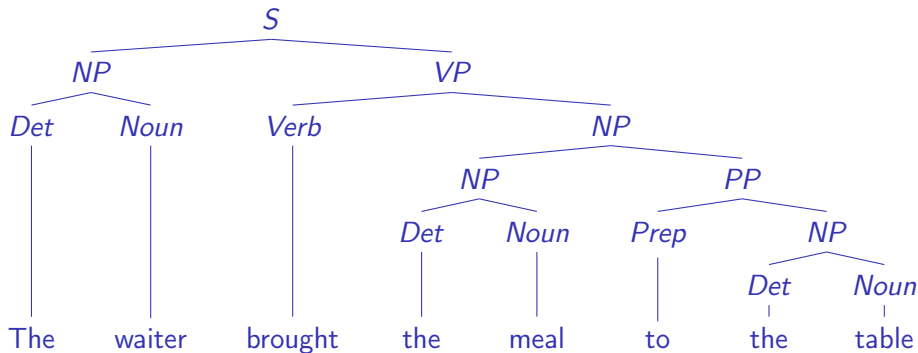 S
NP VP
Det Noun Verb NP
NP PP
Det Noun Prep NP
Det Noun
The waiter brought the meal to the table